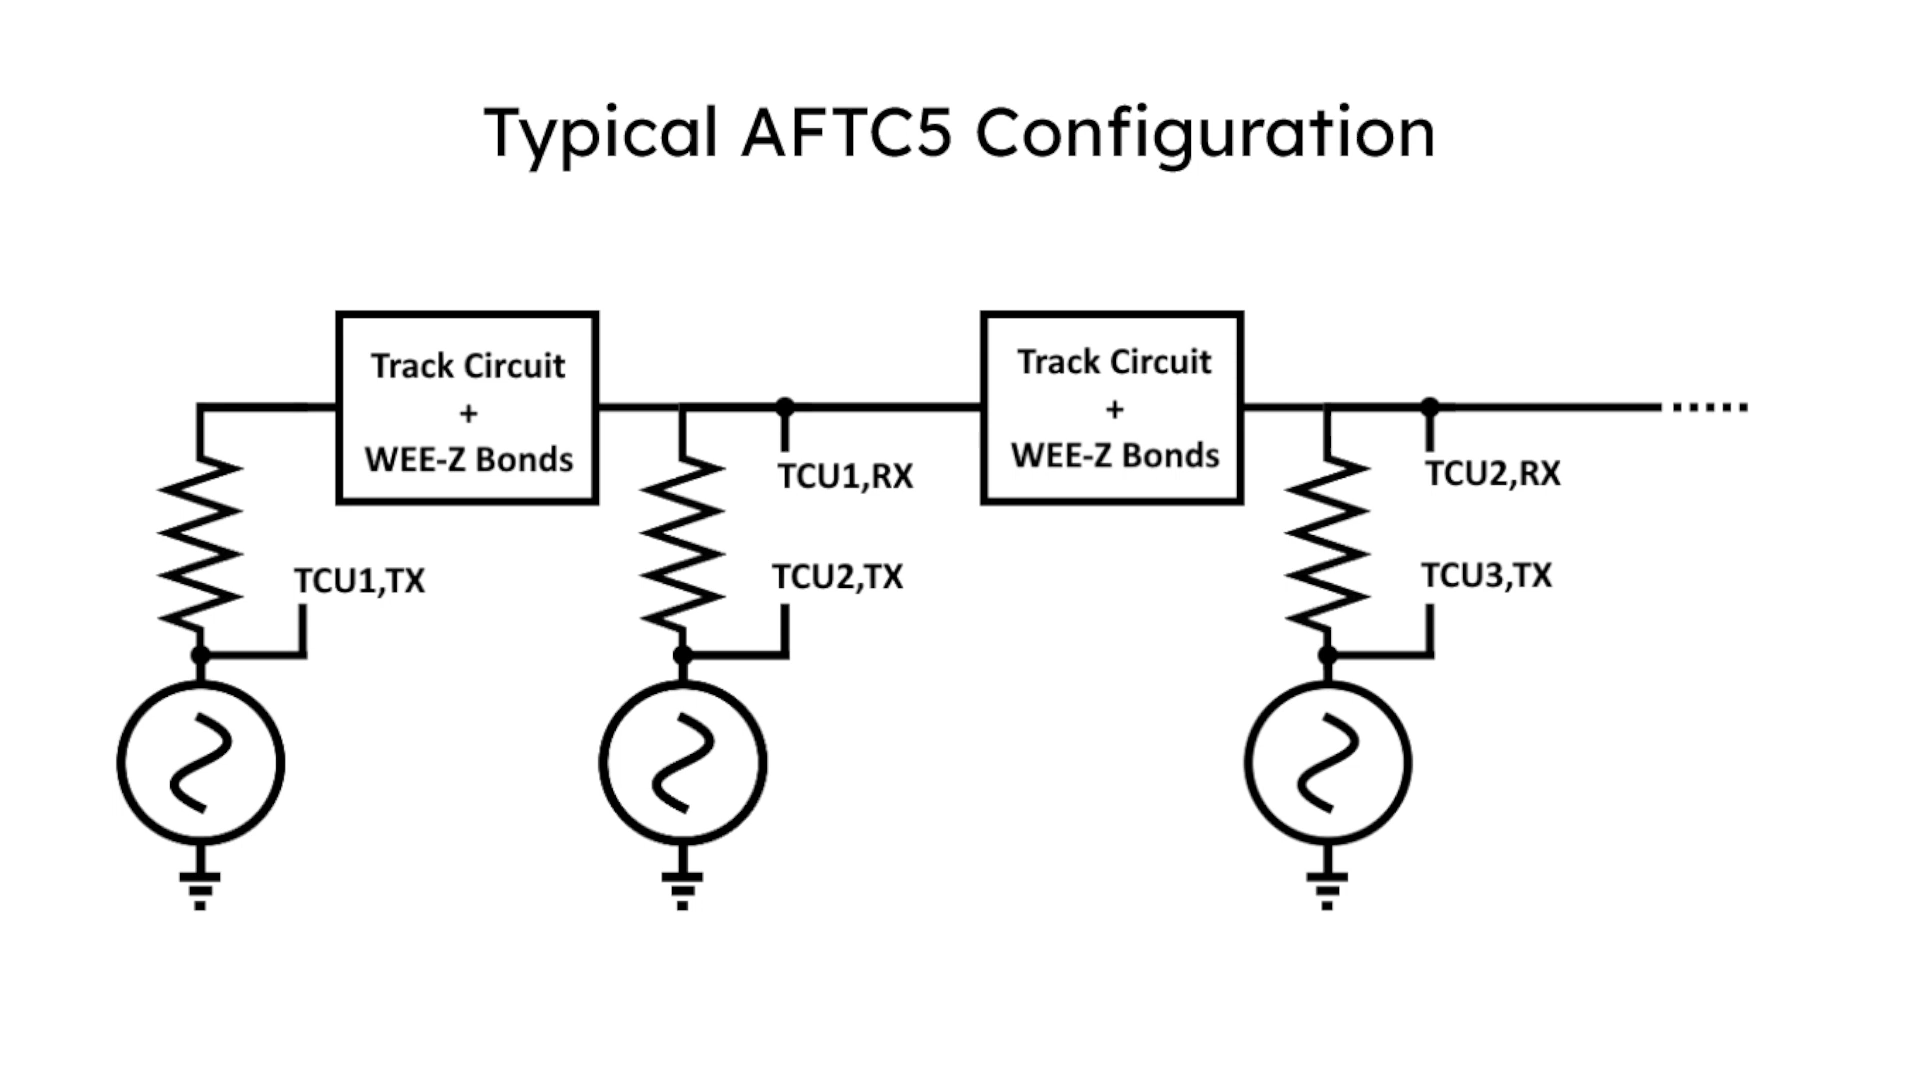 Typical AFTC5 Configuration
Track Circuit
+
WEE-Z Bonds
Track Circuit
+
WEE-Z Bonds
TCU1,RX
TCU2,RX
TCU1,TX
TCU2,TX
TCU3,TX